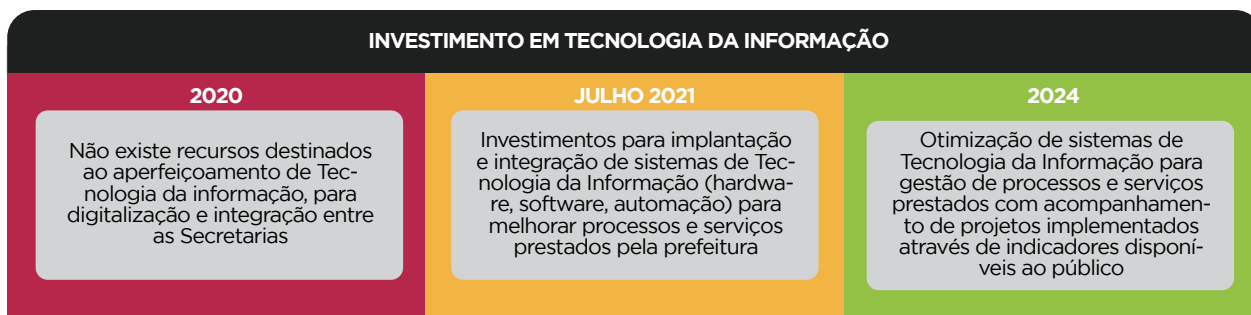 INVESTIMENTO EM TECNOLOGIA DA INFORMAÇÃO
2020
Não existe recursos destinados
ao aperfeiçoamento de Tec-
nologia da informação, para
digitalização e integração entre
as Secretarias
JULHO 2021
Investimentos para implantação
e integração de sistemas de Tec-
nologia da Informação (hardwa-
re, software, automação) para
melhorar processos e serviços
prestados pela prefeitura
2024
Otimização de sistemas de
Tecnologia da Informação para
gestão de processos e serviços
prestados com acompanhamen-
to de projetos implementados
através de indicadores disponí-
veis ao público